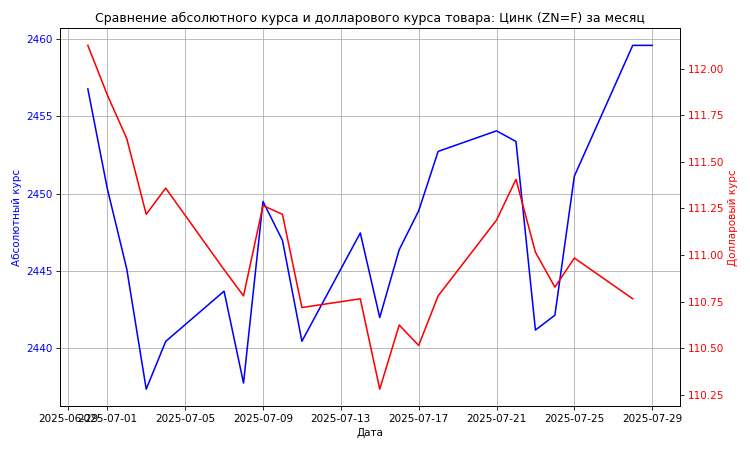 Сравнение абсолютного курса и долларового курса товара: Цинк (ZN=F) за месяц
2460
2455
2450
2445
2440
Абсолютный курс
112.00
111.75
111.50
111.25
111.00
110.75
110.50
110.25
Долларовый курс
2025-06-29 2025-07-01 2025-07-05 2025-07-09 2025-07-13 2025-07-17 2025-07-21 2025-07-25 2025-07-29
Дата